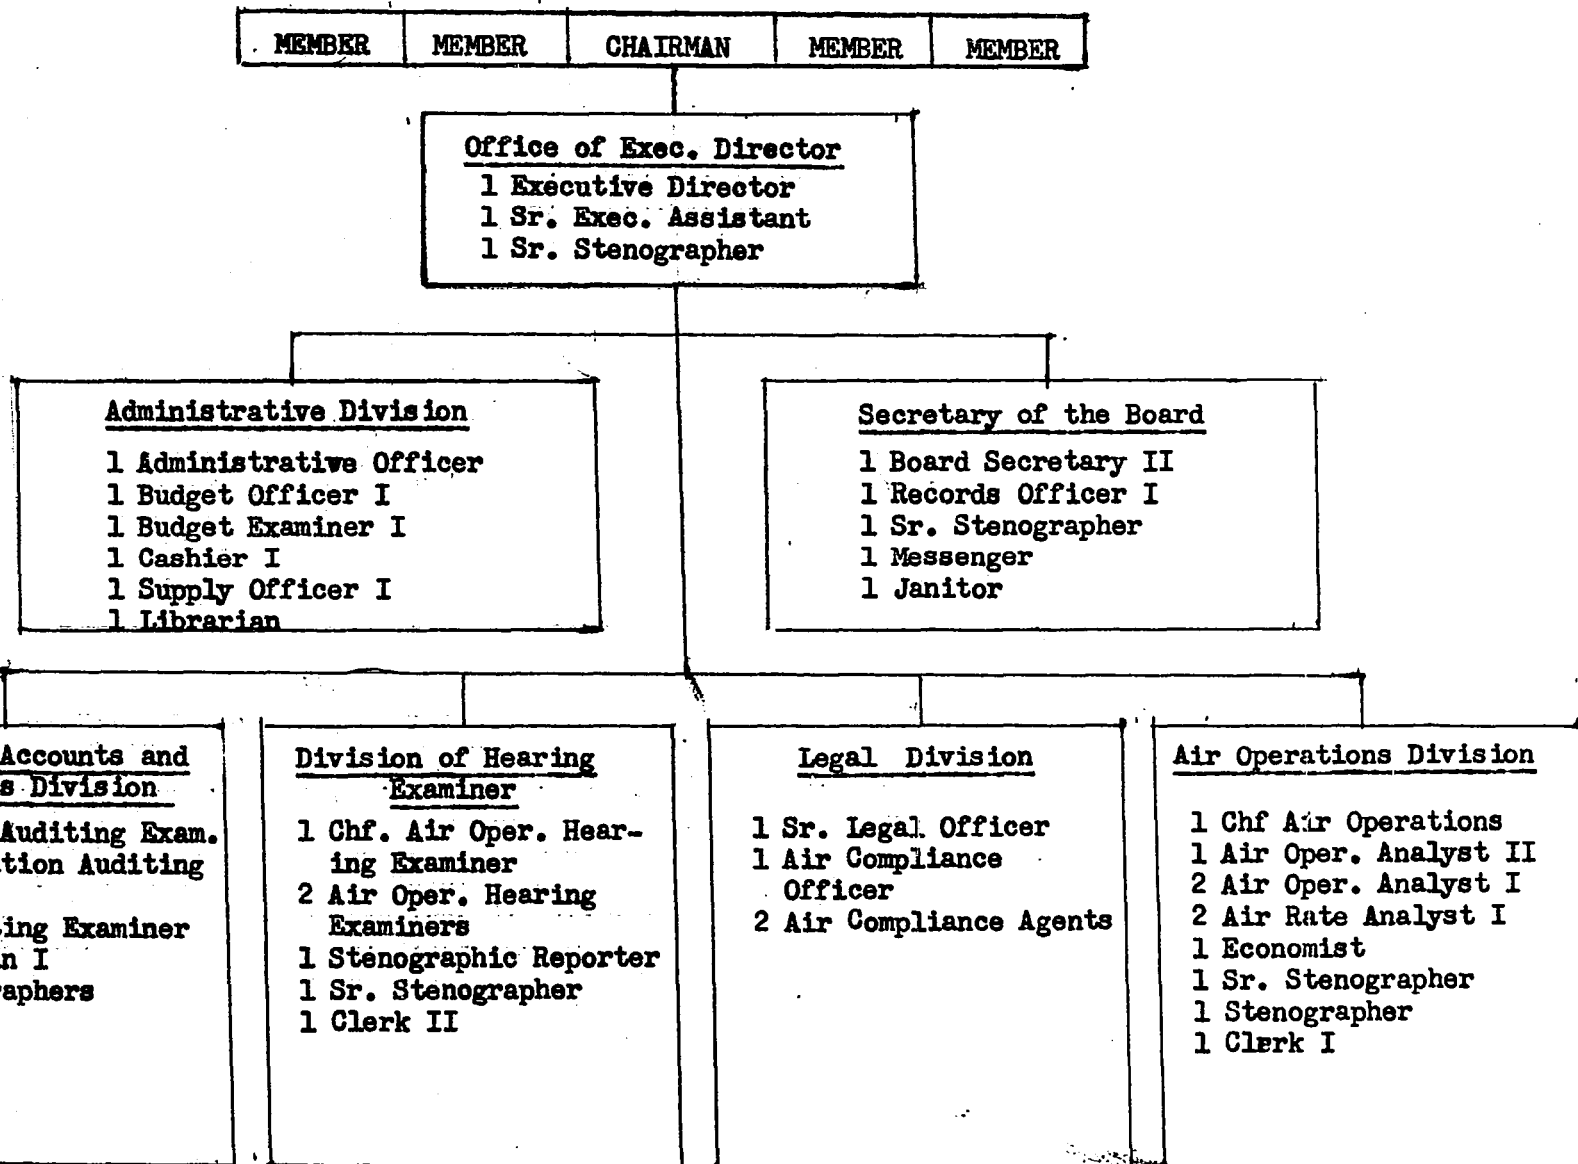 MEMBER MEMBER CHAIRMAN MEMBER MEMBER
Office of Exec. Director
1 Executive Director
1 Sr. Exec. Assistant
1 Sr. Stenographer
Administrative Division
1 Administrative Officer
1 Budget Officer I
1 Budget Examiner I
1 Cashier I
1 Supply Officer I
1 Librarian
Secretary of the Board
1 Board Secretary II
1 Records Officer I
1 Sr. Stenographer
1 Messenger
1 Janitor
Accounts and
s Division
Auditing Exam.
tion Auditing
ing Examiner
n I
raphers
Division of Hearing
Examiner
1 Chf. Air Oper. Hear-
ing Examiner
2 Air Oper. Hearing
Examiners
1 Stenographic Reporter
1 Sr. Stenographer
1 Clerk II
Legal Division
1 Sr. Legal Officer
1 Air Compliance
Officer
2 Air Compliance Agents
Air Operations Division
1 Chf Air Operations
1 Air Oper. Analyst II
2 Air Oper. Analyst I
2 Air Rate Analyst I
1 Economist
1 Sr. Stenographer
1 Stenographer
1 Clerk I